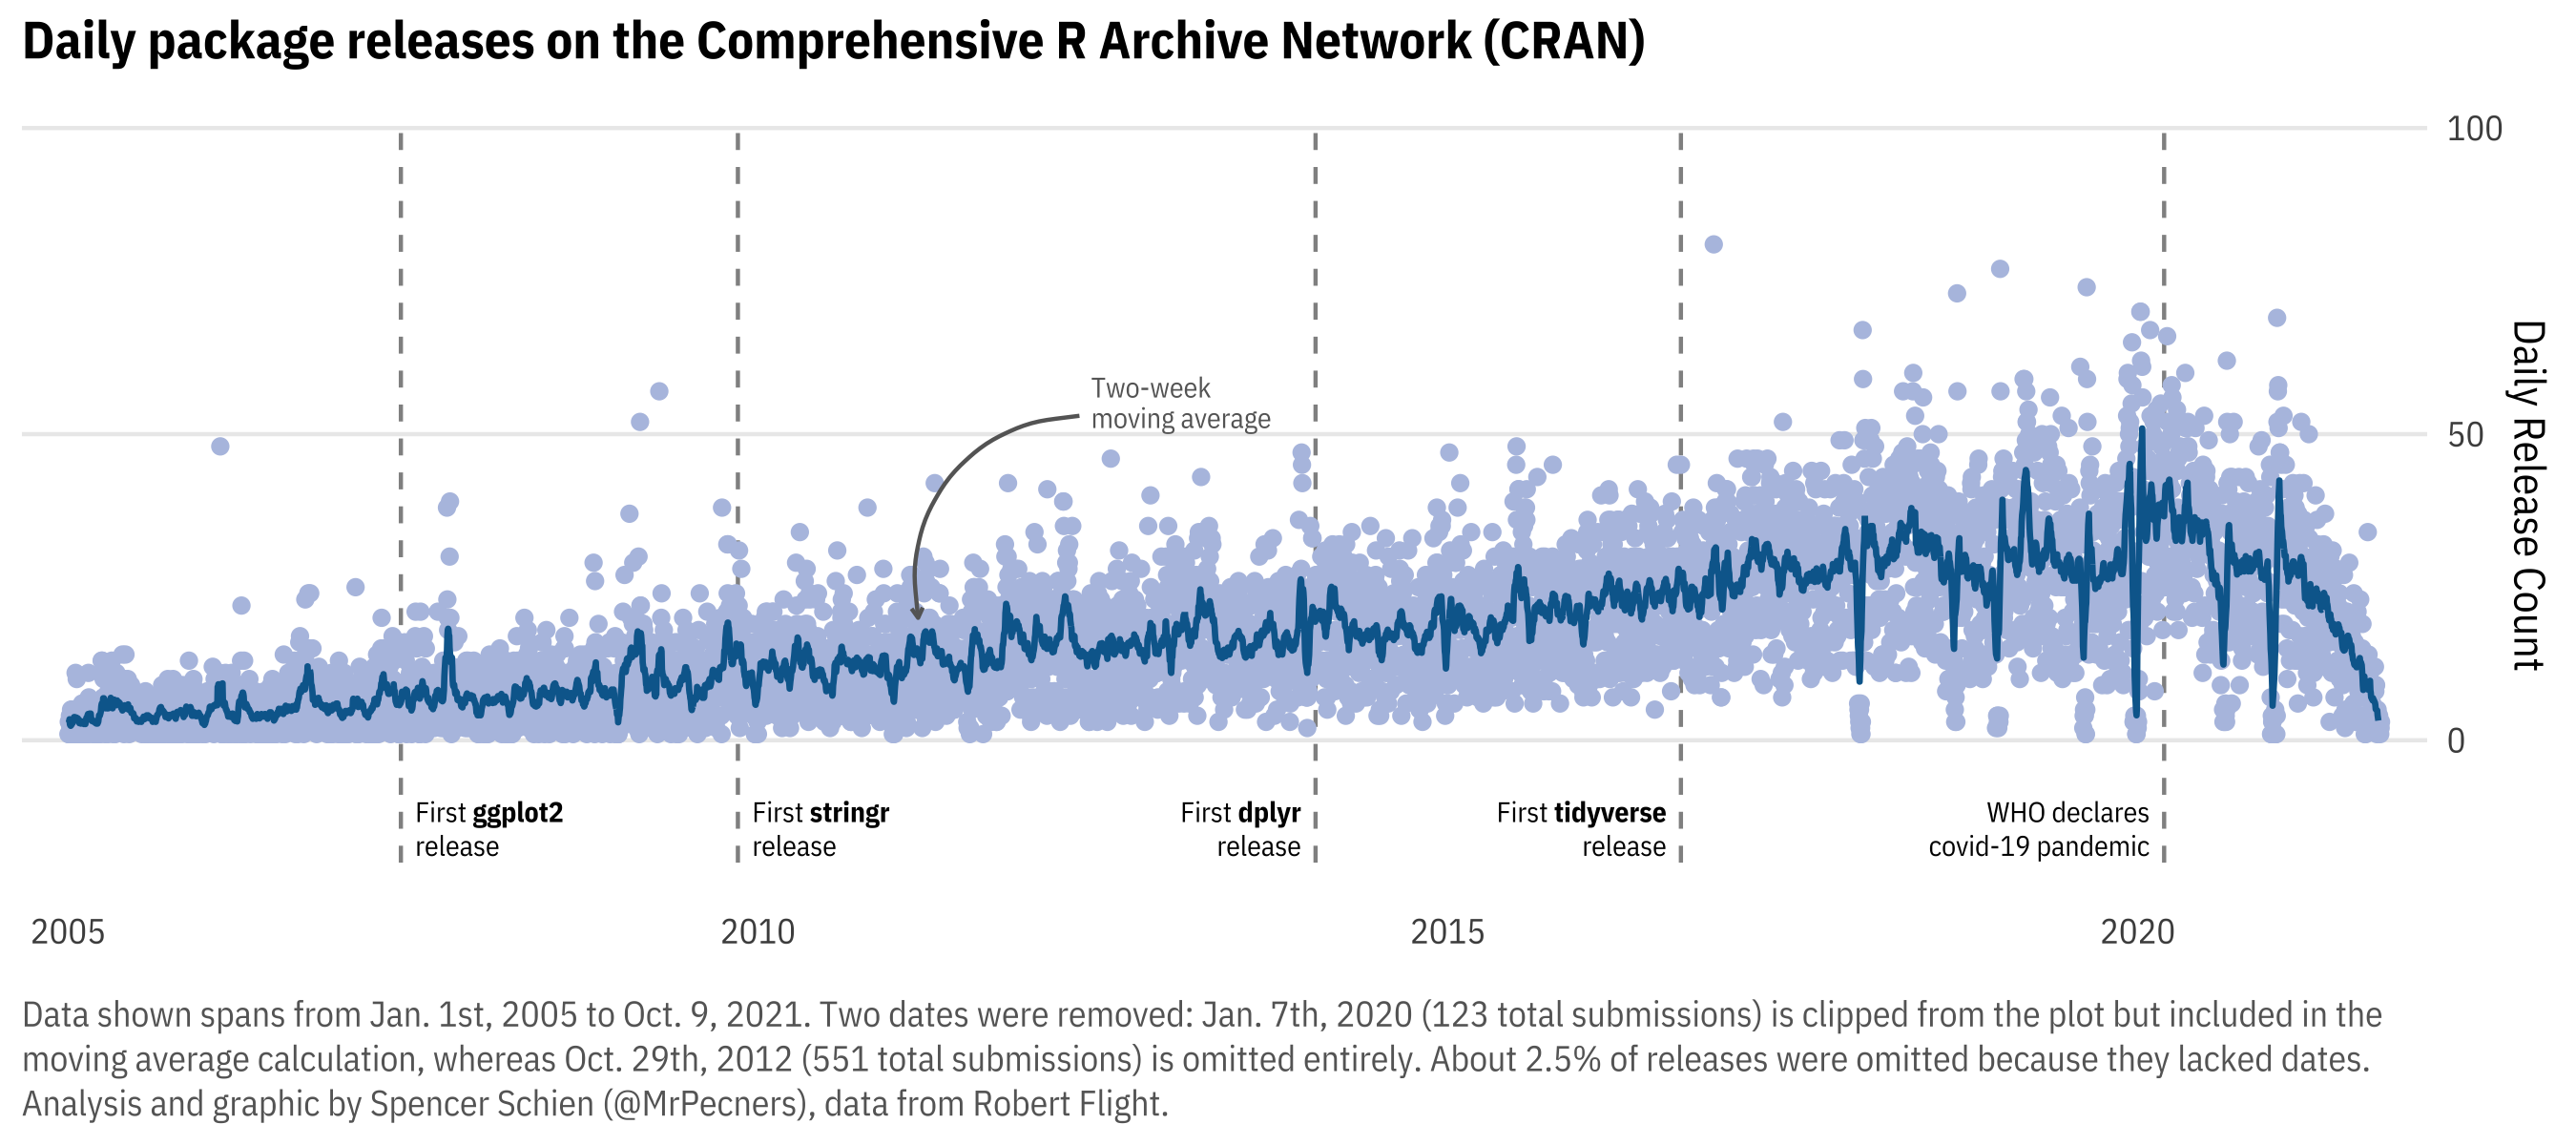 Daily package releases on the Comprehensive R Archive Network (CRAN)
100
Two-week
moving average
50
Daily Release Count
0
First ggplot2
release
First stringr
release
First dplyr
release
First tidyverse
release
WHO declares
covid-19 pandemic
2005
2010
2015
2020
Data shown spans from Jan. 1st, 2005 to Oct. 9, 2021. Two dates were removed: Jan. 7th, 2020 (123 total submissions) is clipped from the plot but included in the
moving average calculation, whereas Oct. 29th, 2012 (551 total submissions) is omitted entirely. About 2.5% of releases were omitted because they lacked dates.
Analysis and graphic by Spencer Schien (@MrPecners), data from Robert Flight.